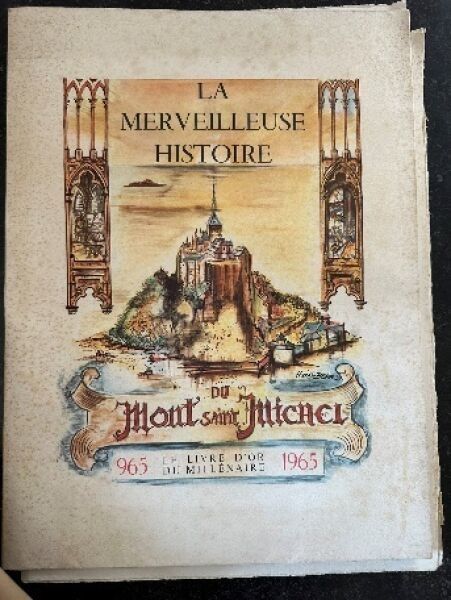 LA
MERVEILLEUSE
HISTOIRE
DU
Mont Saint Michel
965 LE LIVRE D'OR 1965
DU MILLÉNAIRE